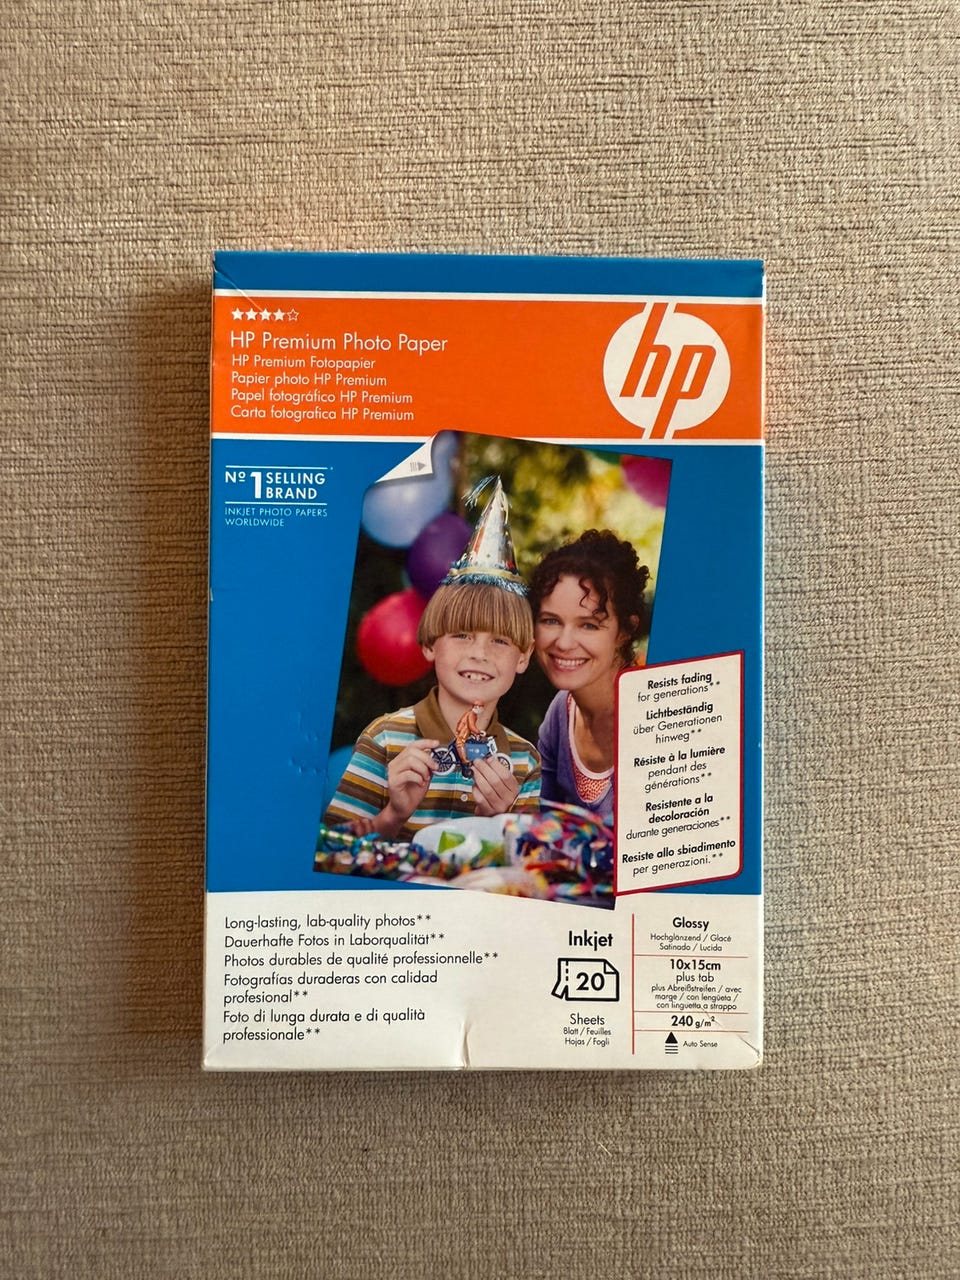 HP Premium Photo Paper
HP Premium Fotopapier
Papier photo HP Premium
Papel fotográfico HP Premium
Carta fotografica HP Premium
hp
Nº 1 SELLING BRAND
INKJET PHOTO PAPERS
WORLDWIDE
Resists fading
for generations**
Lichtbeständig
über Generationen
hinweg**
Résiste à la lumière
pendant des
générations**
Resistente a la
decoloración
durante generaciones**
Resiste allo sbiadimento
per generazioni.**
Long-lasting, lab-quality photos**
Dauerhafte Fotos in Laborqualität**
Photos durables de qualité professionnelle**
Fotografías duraderas con calidad
profesional**
Foto di lunga durata e di qualità
professionale**
Inkjet
20
Sheets
Blatt / Feuilles
Hojas / Fogli
Glossy
Hochglänzend / Glacé
Satinado / Lucida
10x15cm
plus tab
plus Abreißstreifen / avec
marge / con lengüeta /
con linguetta a strappo
240 g/m²
Auto Sense